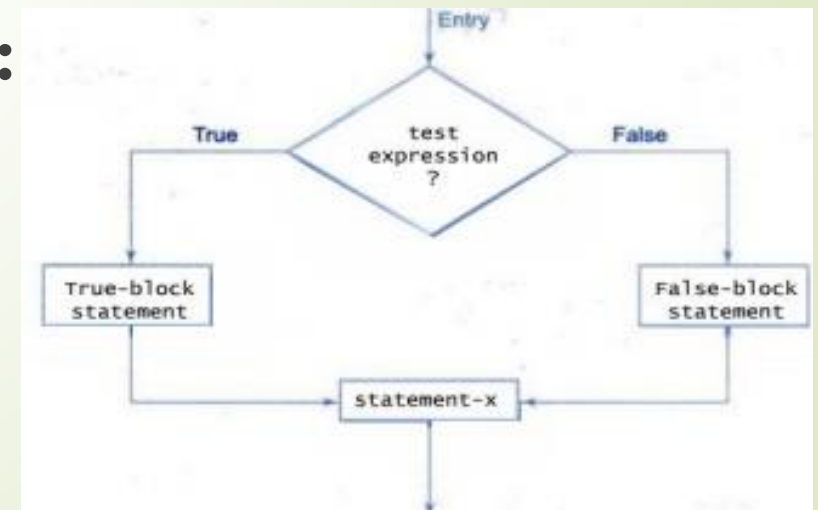 :
Entry
True
test
expression
?
False
True-block
statement
False-block
statement
statement-x